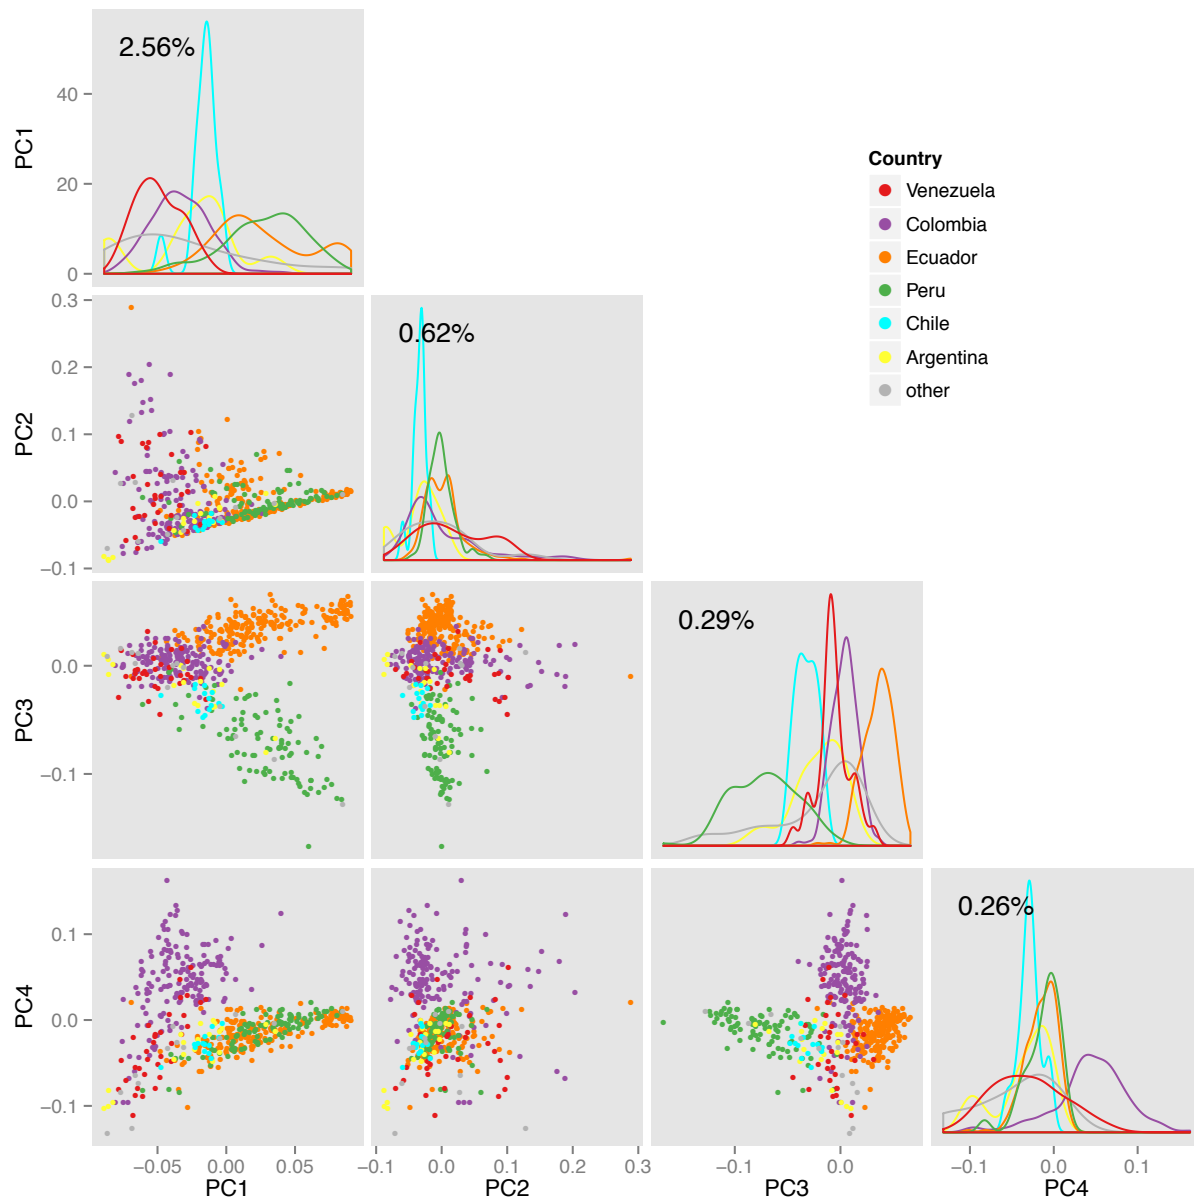 2.56%
PC1
40
20
0
Country
Venezuela
Colombia
Ecuador
Peru
Chile
Argentina
other
0.62%
PC2
0.3
0.2
0.1
0.0
−0.1
0.29%
PC3
0.0
−0.1
0.26%
PC4
0.1
0.0
−0.1
−0.05 0.00 0.05 −0.1 0.0 0.1 0.2 0.3 −0.1 0.0 −0.1 0.0 0.1
PC1 PC2 PC3 PC4